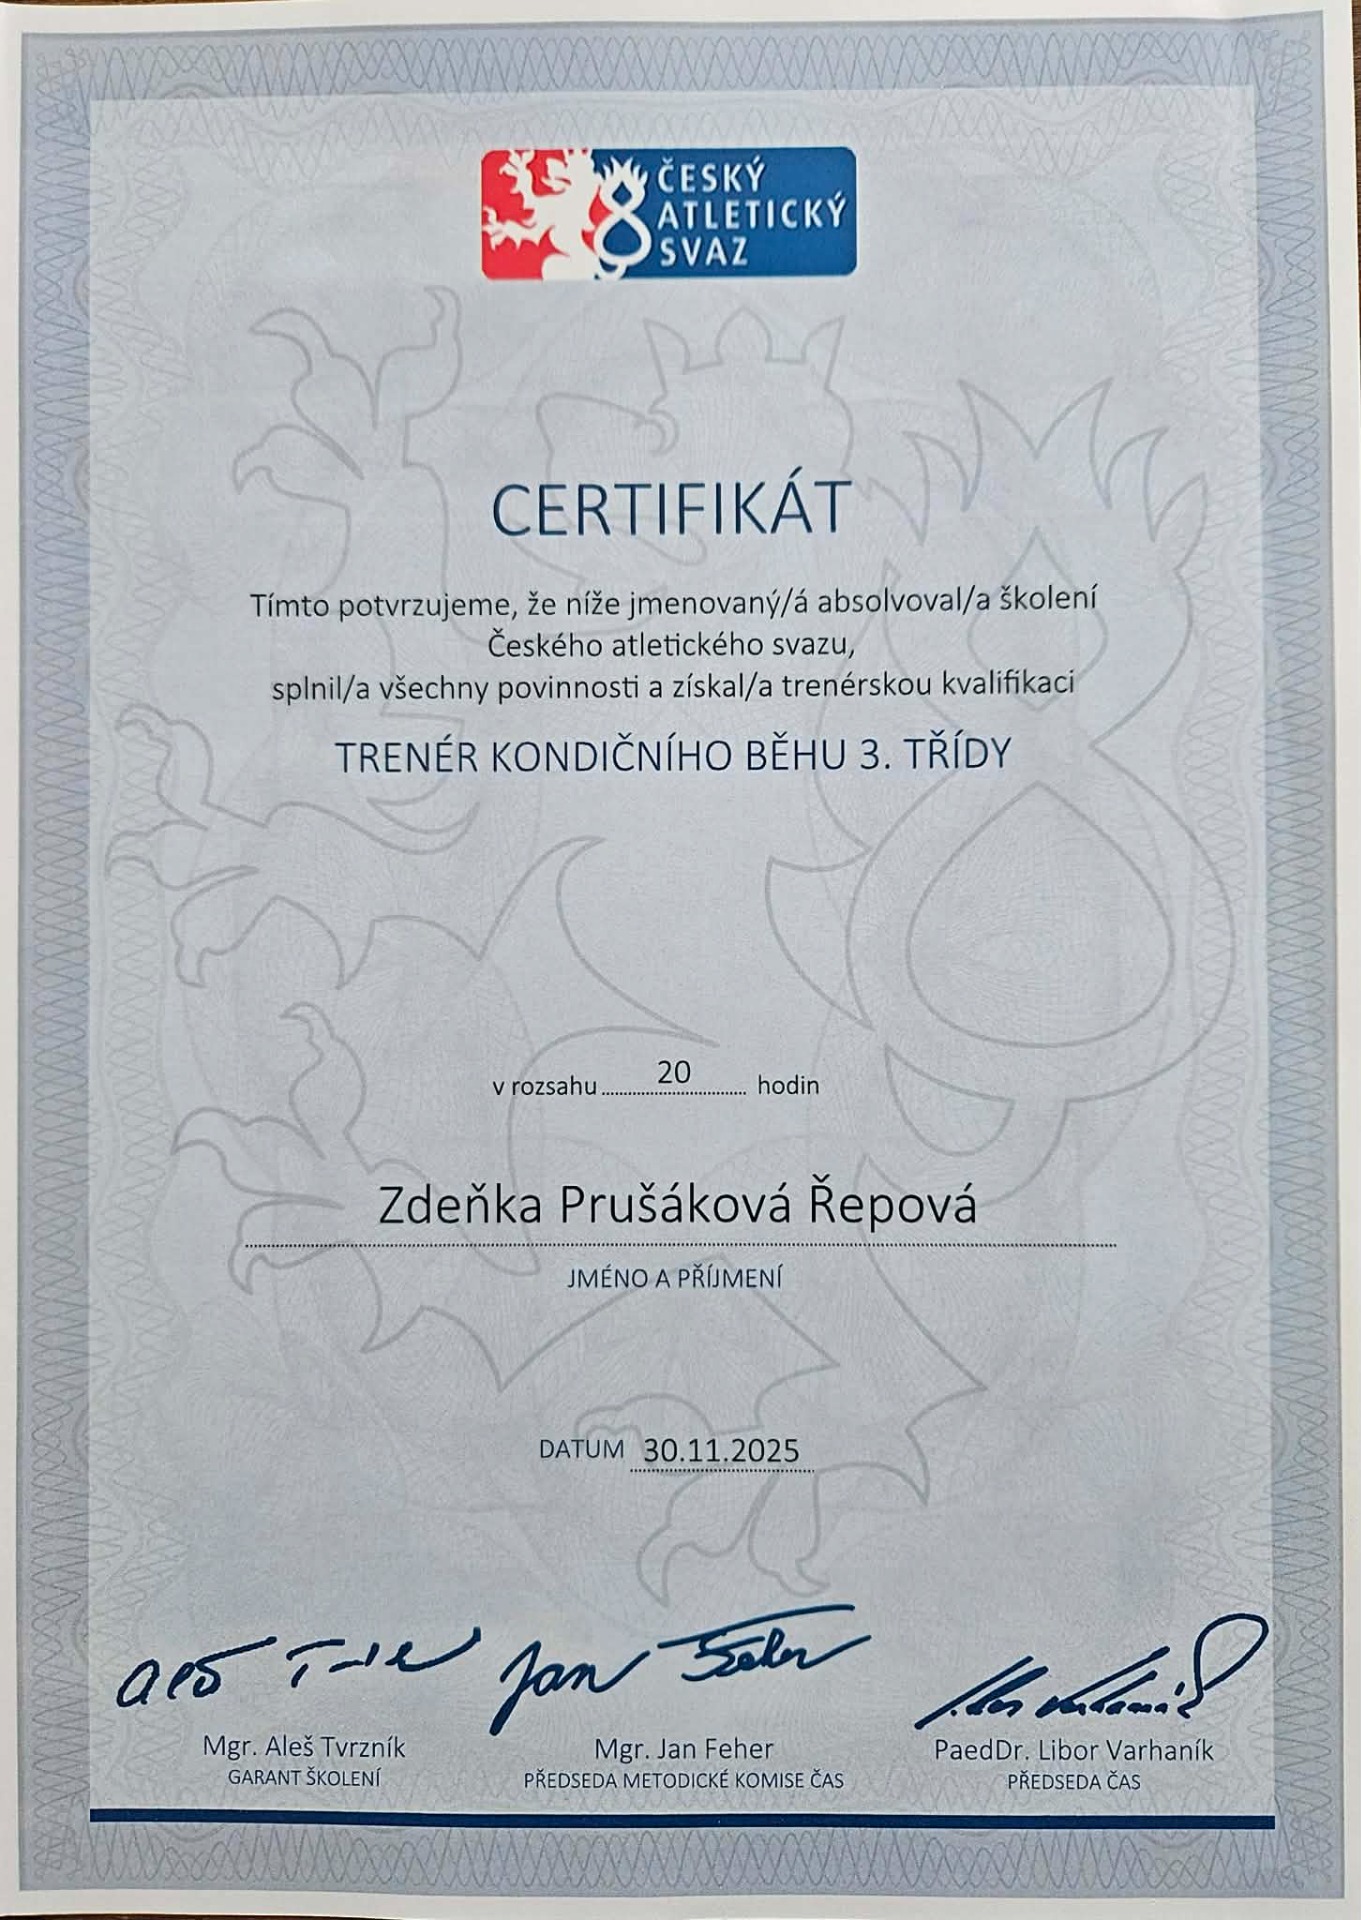 ČESKÝ
ATLETICKÝ
SVAZ
CERTIFIKÁT
Tímto potvrzujeme, že níže jmenovaný/á absolvoval/a školení
Českého atletického svazu,
splnil/a všechny povinnosti a získal/a trenérskou kvalifikaci
TRENÉR KONDIČNÍHO BĚHU 3. TŘÍDY
v rozsahu 20 hodin
Zdeňka Prušáková Řepová
JMÉNO A PŘÍJMENÍ
DATUM 30.11.2025
Mgr. Aleš Tvrzník Mgr. Jan Feher PaedDr. Libor Varhaník
GARANT ŠKOLENÍ PŘEDSEDA METODICKÉ KOMISE ČAS PŘEDSEDA ČAS